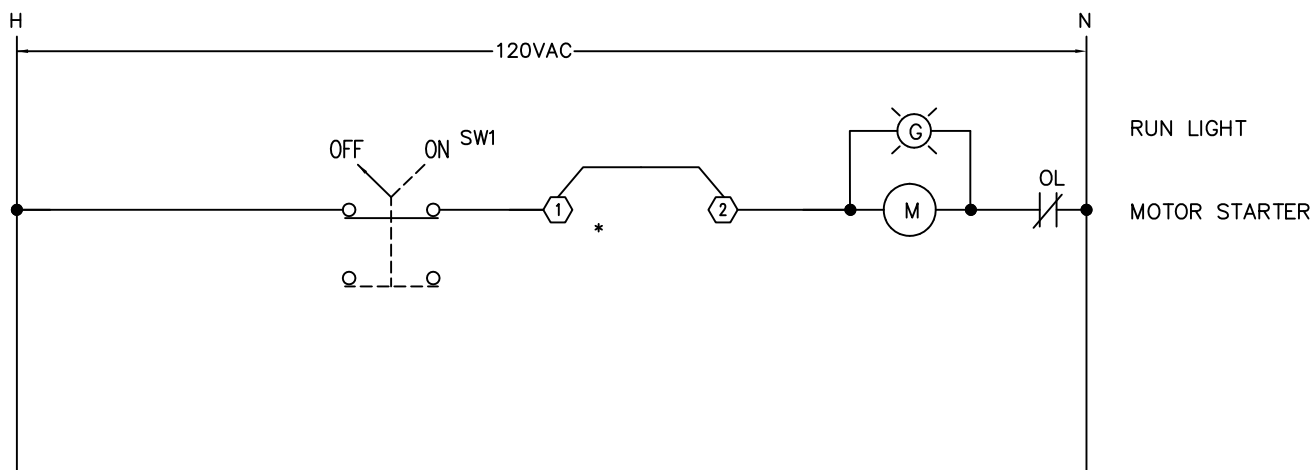 H N
120VAC
G RUN LIGHT
OFF ON SW1
OL
1 2 M MOTOR STARTER
*